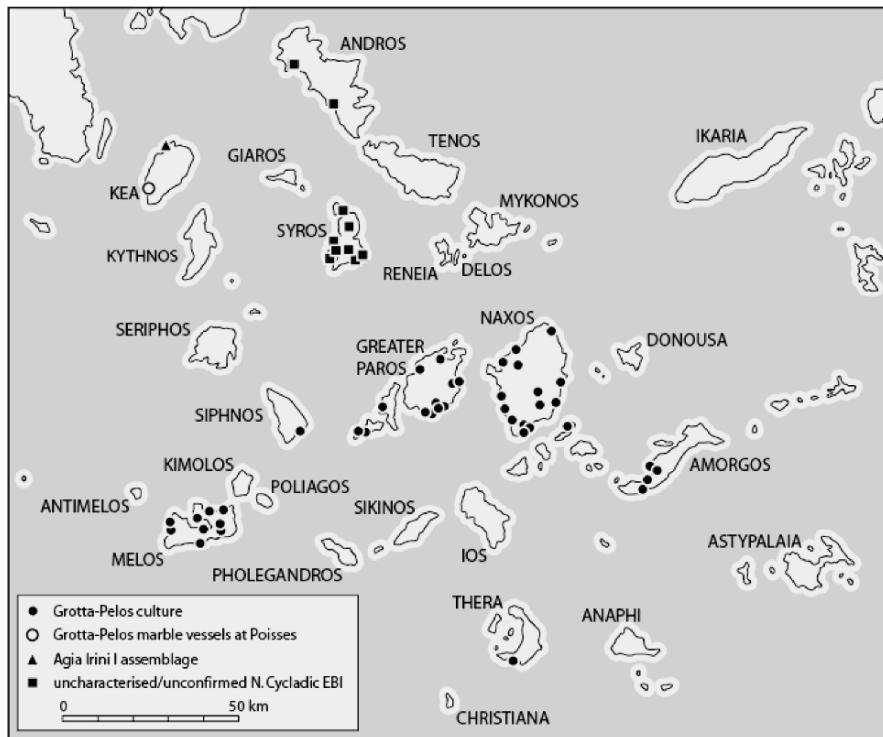 ANDROS
TENOS
IKARIA
GIAROS
KEA
MYKONOS
SYROS
KYTHNOS
RENEIA
DELOS
NAXOS
SERIPHOS
GREATER
PAROS
DONOUSA
SIPHNOS
KIMOLOS
AMORGOS
POLIAGOS
ANTIMELOS
SIKINOS
MELOS
IOS
ASTYPALAIA
PHOLEGANDROS
THERA
ANAPHI
Grotta-Pelos culture
Grotta-Pelos marble vessels at Poisses
Agia Irini I assemblage
uncharacterised/unconfirmed N. Cycladic EBI
0 50 km
CHRISTIANA